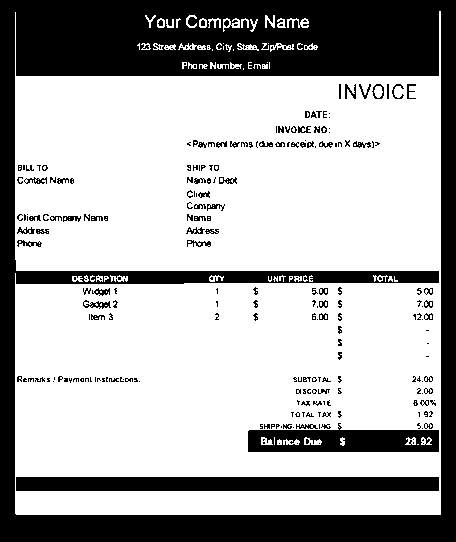 Your Company Name
123 Street Address, City, State, Zip/Post Code
Phone Number, Email
INVOICE
DATE:
INVOICE NO:
<Payment terms (due on receipt, due in X days)>
BILL TO SHIP TO
Contact Name Name / Dept
Client
Company
Client Company Name Name
Address Address
Phone Phone
DESCRIPTION QTY UNIT PRICE TOTAL
Widget 1 1 $ 5.00 $ 5.00
Gadget 2 1 $ 7.00 $ 7.00
Item 3 2 $ 6.00 $ 12.00
$ -
$ -
$ -
Remarks / Payment Instructions: SUBTOTAL $ 24.00
DISCOUNT $ 2.00
TAX RATE 8.00%
TOTAL TAX $ 1.92
SHIPPING/HANDLING $ 5.00
Balance Due $ 28.92